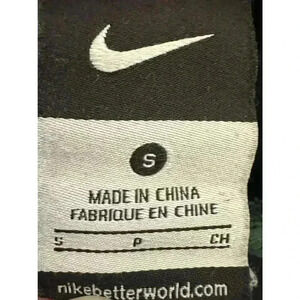 S
MADE IN CHINA
FABRIQUE EN CHINE
S P CH
nikebetterworld.com